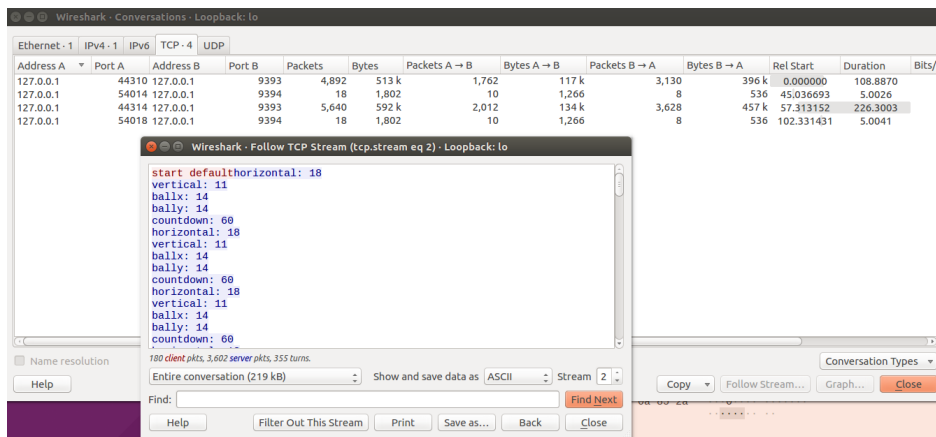 Wireshark · Conversations · Loopback: lo
Ethernet · 1 IPv4 · 1 IPv6 TCP · 4 UDP
Address A Port A Address B Port B Packets Bytes Packets A → B Bytes A → B Packets B → A Bytes B → A Rel Start Duration Bits/
127.0.0.1 44310 127.0.0.1 9393 4,892 513 k 1,762 117 k 3,130 396 k 0.000000 108.8870
127.0.0.1 54014 127.0.0.1 9394 18 1,802 10 1,266 8 536 45.036693 5.0026
127.0.0.1 44314 127.0.0.1 9393 5,640 592 k 2,012 134 k 3,628 457 k 57.313152 226.3003
127.0.0.1 54018 127.0.0.1 9394 18 1,802 10 1,266 8 536 102.331431 5.0041
Wireshark · Follow TCP Stream (tcp.stream eq 2) · Loopback: lo
start defaulthorizontal: 18
vertical: 11
ballx: 14
bally: 14
countdown: 60
horizontal: 18
vertical: 11
ballx: 14
bally: 14
countdown: 60
horizontal: 18
vertical: 11
ballx: 14
bally: 14
countdown: 60
180 client pkts, 3,602 server pkts, 355 turns.
Entire conversation (219 kB) Show and save data as ASCII Stream 2
Find: Find Next
Help Filter Out This Stream Print Save as... Back Close
Name resolution Conversation Types
Help Copy Follow Stream... Graph... Close